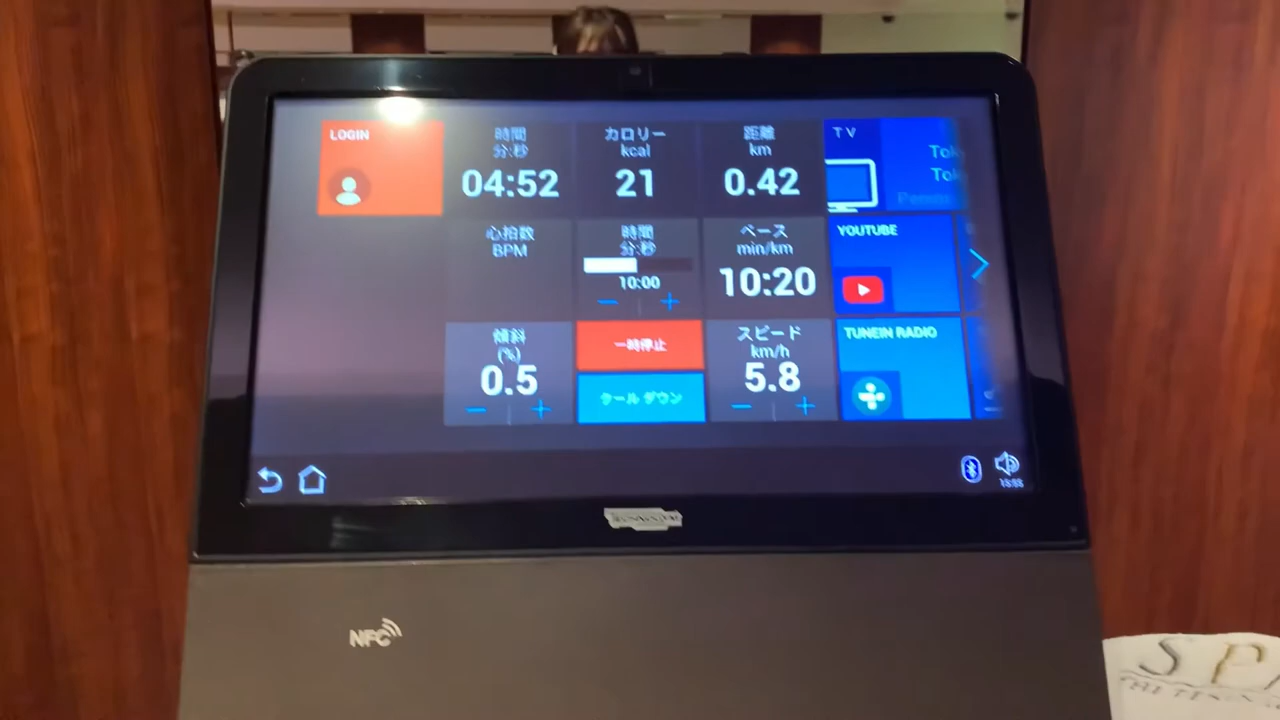 LOGIN
時間
分:秒
04:52
カロリー
kcal
21
距離
km
0.42
TV
心拍数
BPM
時間
分:秒
10:00
ペース
min/km
10:20
YOUTUBE
傾斜
(%)
0.5
一時停止
クール ダウン
スピード
km/h
5.8
TUNEIN RADIO
NFC